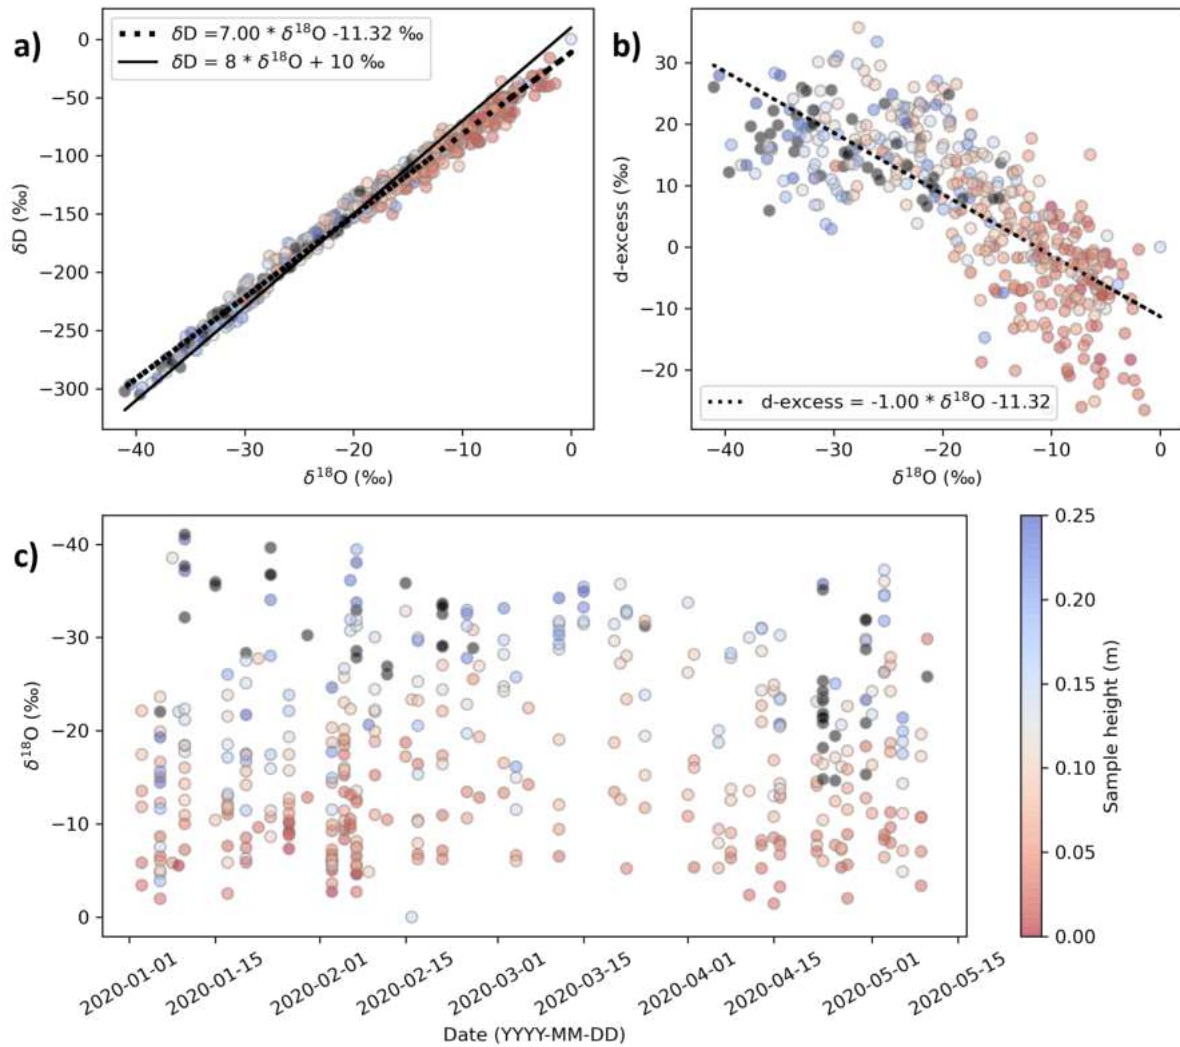 a)
δD =7.00 * δ¹⁸O -11.32 ‰
δD = 8 * δ¹⁸O + 10 ‰
0
−50
−100
−150
−200
−250
−300
δD (‰)
−40 −30 −20 −10 0
δ¹⁸O (‰)
b)
30
20
10
0
−10
−20
d-excess (‰)
d-excess = -1.00 * δ¹⁸O -11.32
−40 −30 −20 −10 0
δ¹⁸O (‰)
c)
−40
−30
−20
−10
0
δ¹⁸O (‰)
2020-01-01 2020-01-15 2020-02-01 2020-02-15 2020-03-01 2020-03-15 2020-04-01 2020-04-15 2020-05-01 2020-05-15
Date (YYYY-MM-DD)
0.25
0.20
0.15
0.10
0.05
0.00
Sample height (m)